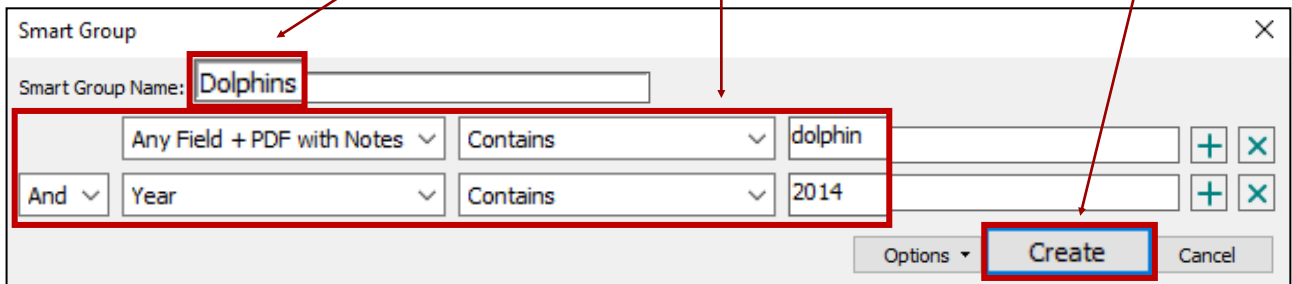 Smart Group
Smart Group Name: Dolphins
Any Field + PDF with Notes Contains dolphin
And Year Contains 2014
Options Create Cancel